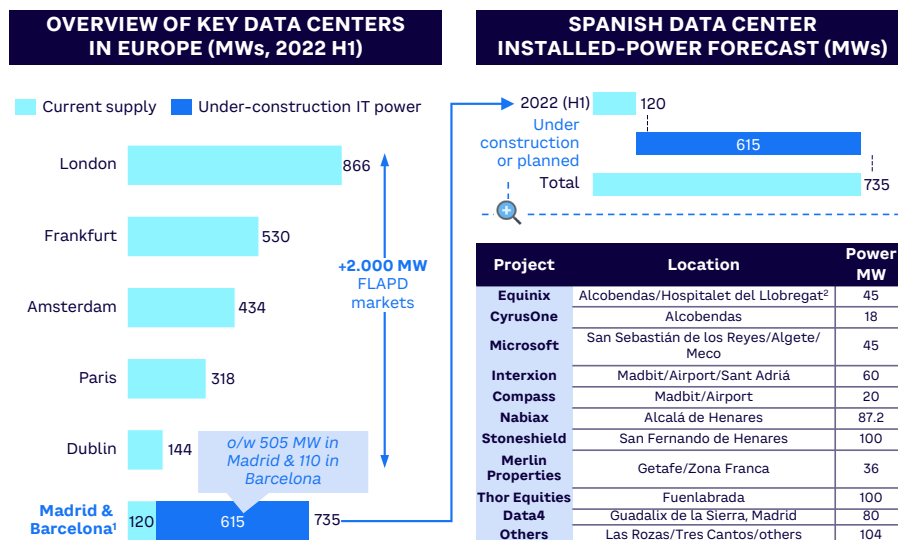 OVERVIEW OF KEY DATA CENTERS
IN EUROPE (MWs, 2022 H1)
Current supply
Under-construction IT power
London
866
Frankfurt
530
+2.000 MW
FLAPD
markets
Amsterdam
434
Paris
318
Dublin
144
o/w 505 MW in
Madrid & 110 in
Barcelona
Madrid &
Barcelona¹
120
615
735
SPANISH DATA CENTER
INSTALLED-POWER FORECAST (MWs)
2022 (H1)
120
Under
construction
or planned
615
Total
735
Project Location Power
MW
Equinix Alcobendas/Hospitalet del Llobregat² 45
CyrusOne Alcobendas 18
Microsoft San Sebastián de los Reyes/Algete/
Meco 45
Interxion Madbit/Airport/Sant Adriá 60
Compass Madbit/Airport 20
Nabiax Alcalá de Henares 87.2
Stoneshield San Fernando de Henares 100
Merlin
Properties Getafe/Zona Franca 36
Thor Equities Fuenlabrada 100
Data4 Guadalix de la Sierra, Madrid 80
Others Las Rozas/Tres Cantos/others 104